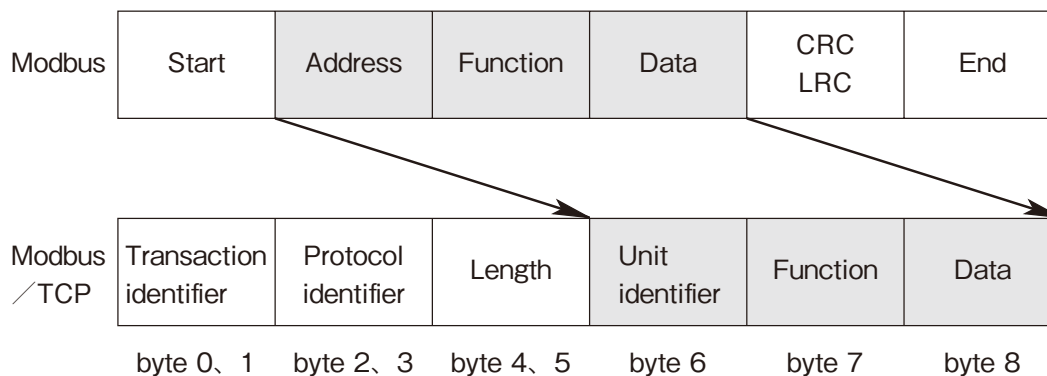 Modbus
Start
Address
Function
Data
CRC
LRC
End
Modbus
／TCP
Transaction
identifier
Protocol
identifier
Length
Unit
identifier
Function
Data
byte 0、1
byte 2、3
byte 4、5
byte 6
byte 7
byte 8